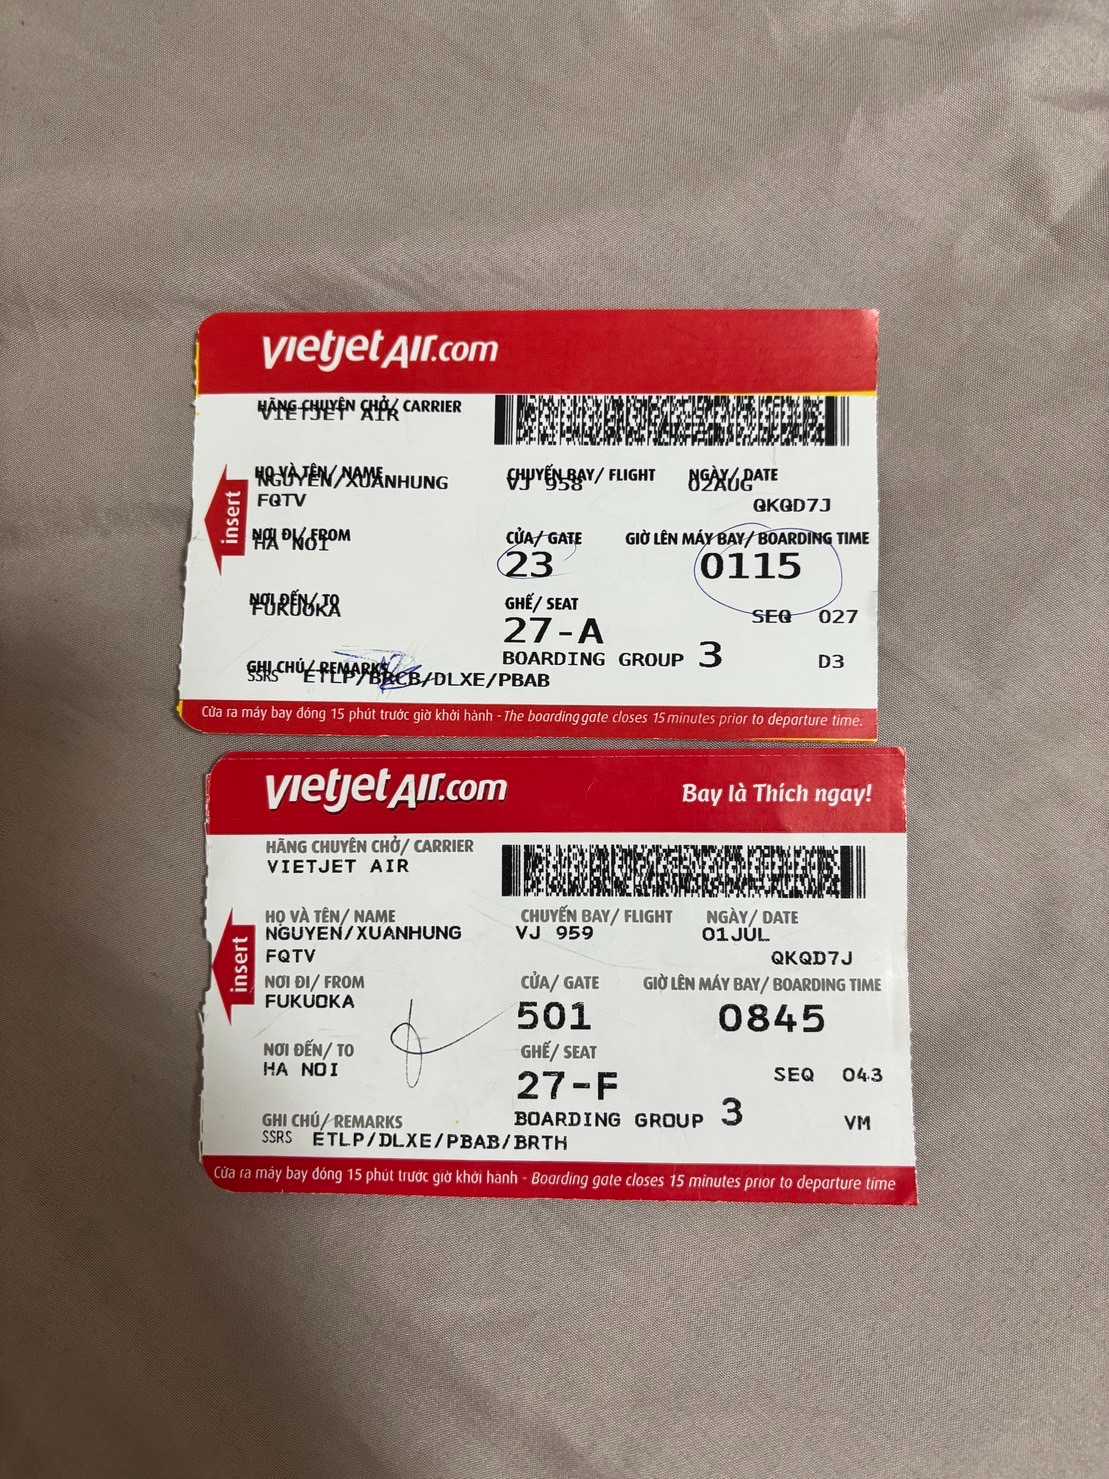 vietjet Air.com
HÃNG CHUYÊN CHỞ/ CARRIER
VIETJET AIR
HỌ VÀ TÊN/ NAME
NGUYEN/XUANHUNG
FQTV
CHUYẾN BAY/ FLIGHT
VJ 958
NGÀY/ DATE
02AUG
QKQD7J
insert
NƠI ĐI/ FROM
HA NOI
CỬA/ GATE
23
GIỜ LÊN MÁY BAY/ BOARDING TIME
0115
NƠI ĐẾN/ TO
FUKUOKA
GHẾ/ SEAT
27-A
SEQ 027
BOARDING GROUP 3
D3
GHI CHÚ/ REMARKS
SSRS ETLP/BRCB/DLXE/PBAB
Cửa ra máy bay đóng 15 phút trước giờ khởi hành - The boarding gate closes 15 minutes prior to departure time.
vietjet Air.com
Bay là Thích ngay!
HÃNG CHUYÊN CHỞ/ CARRIER
VIETJET AIR
HỌ VÀ TÊN/ NAME
NGUYEN/XUANHUNG
FQTV
CHUYẾN BAY/ FLIGHT
VJ 959
NGÀY/ DATE
01JUL
QKQD7J
insert
NƠI ĐI/ FROM
FUKUOKA
CỬA/ GATE
501
GIỜ LÊN MÁY BAY/ BOARDING TIME
0845
NƠI ĐẾN/ TO
HA NOI
GHẾ/ SEAT
27-F
SEQ 043
BOARDING GROUP 3
VM
GHI CHÚ/ REMARKS
SSRS ETLP/DLXE/PBAB/BRTH
Cửa ra máy bay đóng 15 phút trước giờ khởi hành - Boarding gate closes 15 minutes prior to departure time